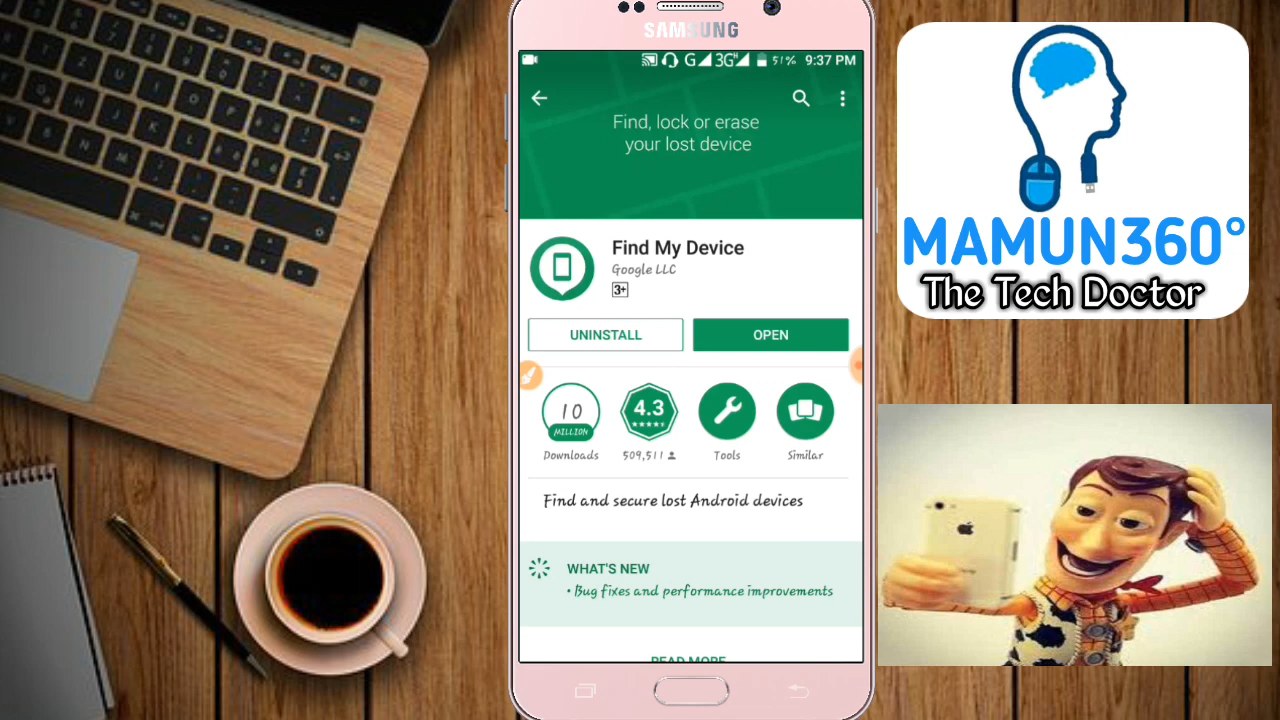 SAMSUNG
G 3G H 51% 9:37 PM
Find, lock or erase
your lost device
Find My Device
Google LLC
3+
UNINSTALL
OPEN
10
MILLION
4.3
Downloads
509,511
Tools
Similar
Find and secure lost Android devices
WHAT'S NEW
• Bug fixes and performance improvements
READ MORE
MAMUN360°
The Tech Doctor